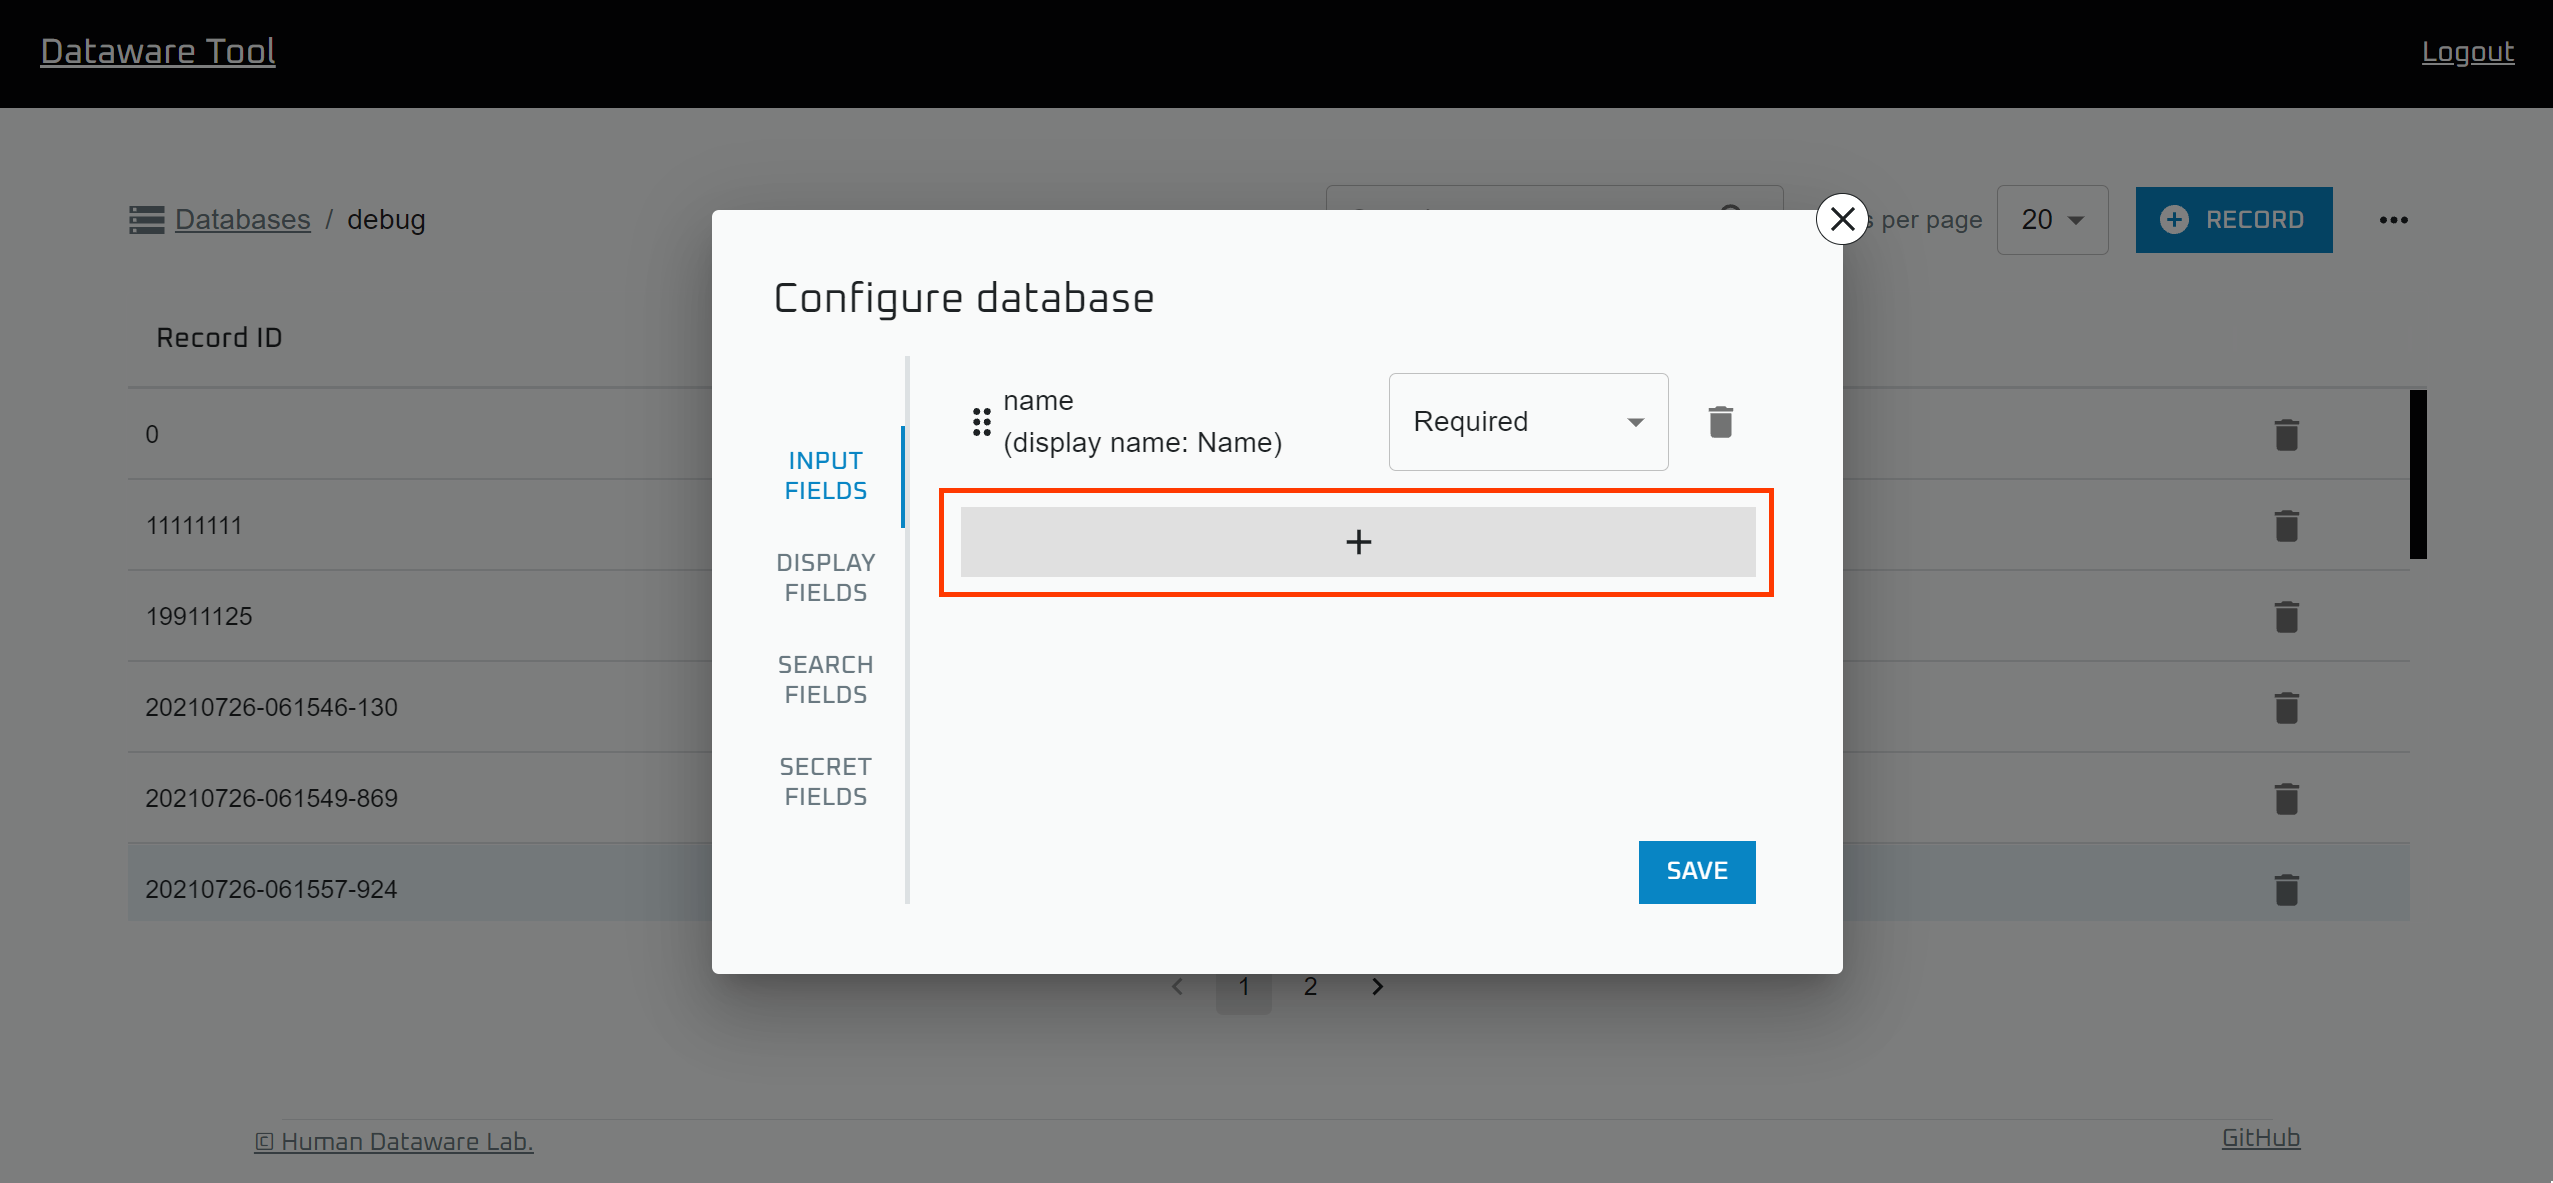 Dataware Tool
Logout
Databases / debug
per page
20
RECORD
Configure database
Record ID
name
(display name: Name)
Required
INPUT
FIELDS
DISPLAY
FIELDS
SEARCH
FIELDS
SECRET
FIELDS
+
SAVE
0
11111111
19911125
20210726-061546-130
20210726-061549-869
20210726-061557-924
1
2
© Human Dataware Lab.
GitHub